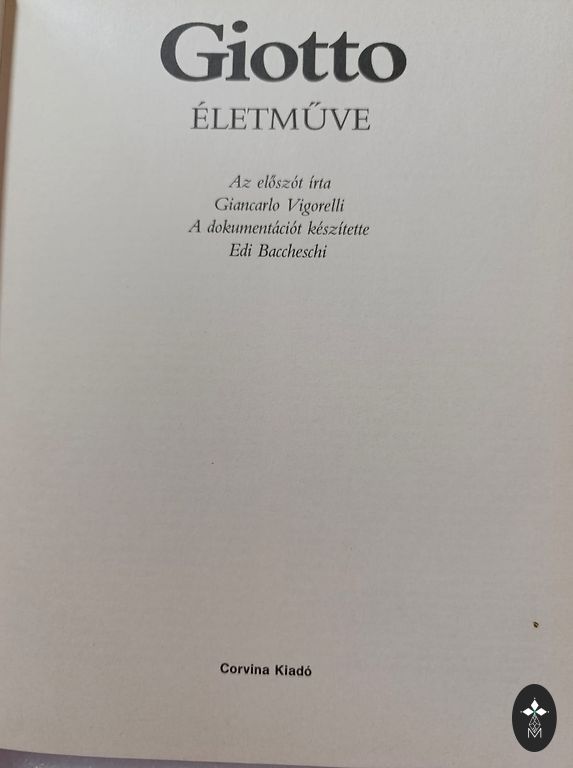 Giotto
ÉLETMŰVE
Az előszót írta
Giancarlo Vigorelli
A dokumentációt készítette
Edi Baccheschi
Corvina Kiadó
M